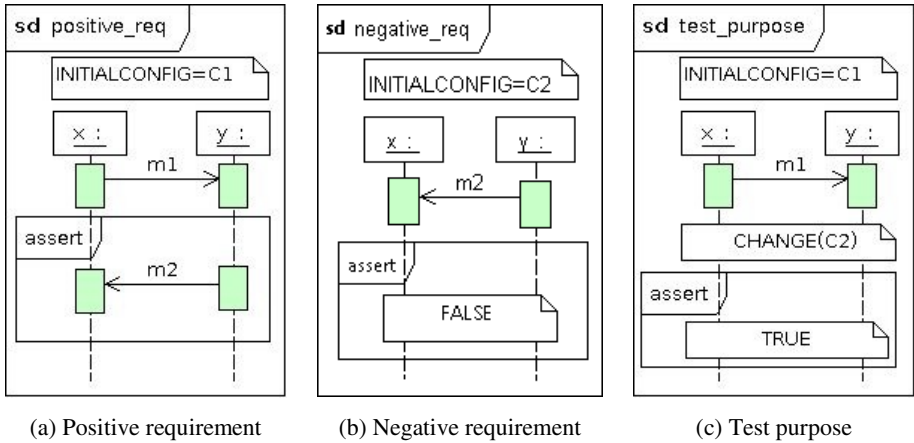 sd positive_req
INITIALCONFIG=C1
x :
y :
m1
assert
m2
(a) Positive requirement
sd negative_req
INITIALCONFIG=C2
x :
y :
m2
assert
FALSE
(b) Negative requirement
sd test_purpose
INITIALCONFIG=C1
x :
y :
m1
CHANGE(C2)
assert
TRUE
(c) Test purpose